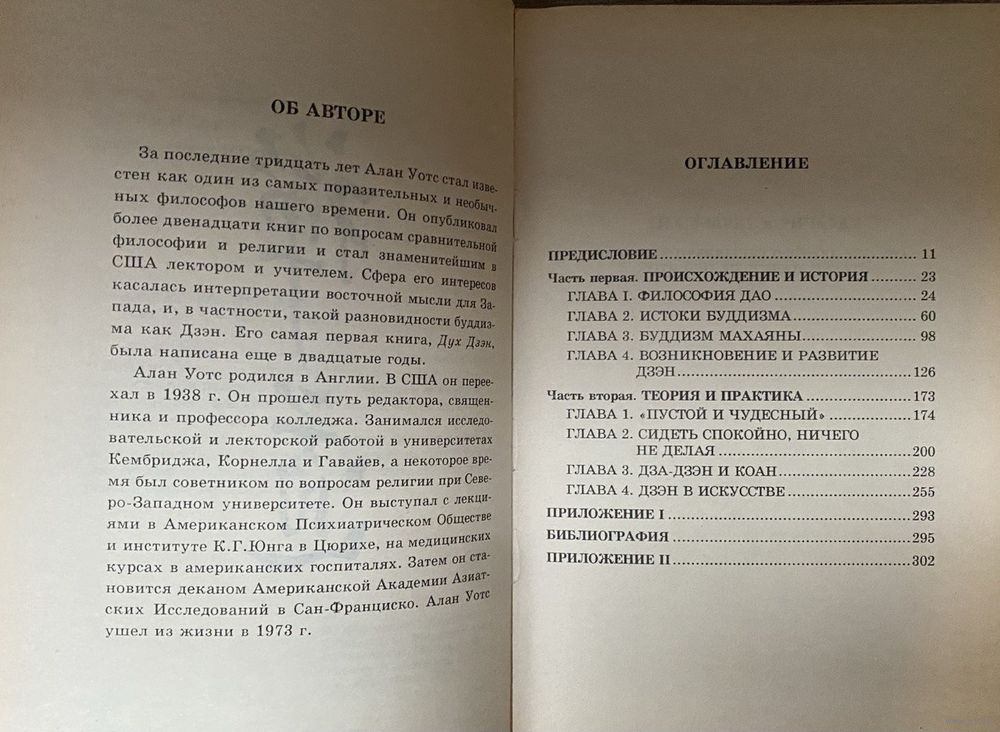 ОБ АВТОРЕ
За последние тридцать лет Алан Уотс стал изве-
стен как один из самых поразительных и необыч-
ных философов нашего времени. Он опубликовал
более двенадцати книг по вопросам сравнительной
философии и религии и стал знаменитейшим в
США лектором и учителем. Сфера его интересов
касалась интерпретации восточной мысли для За-
пада, и, в частности, такой разновидности буддиз-
ма как Дзэн. Его самая первая книга, Дух Дзэн,
была написана еще в двадцатые годы.
Алан Уотс родился в Англии. В США он перее-
хал в 1938 г. Он прошел путь редактора, священ-
ника и профессора колледжа. Занимался исследо-
вательской и лекторской работой в университетах
Кембриджа, Корнелла и Гавайев, а некоторое вре-
мя был советником по вопросам религии при Севе-
ро-Западном университете. Он выступал с лекци-
ями в Американском Психиатрическом Обществе
и институте К.Г.Юнга в Цюрихе, на медицинских
курсах в американских госпиталях. Затем он ста-
новится деканом Американской Академии Азиат-
ских Исследований в Сан-Франциско. Алан Уотс
ушел из жизни в 1973 г.
ОГЛАВЛЕНИЕ
ПРЕДИСЛОВИЕ.................................................. 11
Часть первая. ПРОИСХОЖДЕНИЕ И ИСТОРИЯ.......... 23
ГЛАВА I. ФИЛОСОФИЯ ДАО............................ 24
ГЛАВА 2. ИСТОКИ БУДДИЗМА......................... 60
ГЛАВА 3. БУДДИЗМ МАХАЯНЫ....................... 98
ГЛАВА 4. ВОЗНИКНОВЕНИЕ И РАЗВИТИЕ
ДЗЭН.................................................. 126
Часть вторая. ТЕОРИЯ И ПРАКТИКА..................... 173
ГЛАВА 1. «ПУСТОЙ И ЧУДЕСНЫЙ».................. 174
ГЛАВА 2. СИДЕТЬ СПОКОЙНО, НИЧЕГО
НЕ ДЕЛАЯ......................................... 200
ГЛАВА 3. ДЗА-ДЗЭН И КОАН........................... 228
ГЛАВА 4. ДЗЭН В ИСКУССТВЕ.......................... 255
ПРИЛОЖЕНИЕ I................................................. 293
БИБЛИОГРАФИЯ................................................ 295
ПРИЛОЖЕНИЕ II................................................ 302